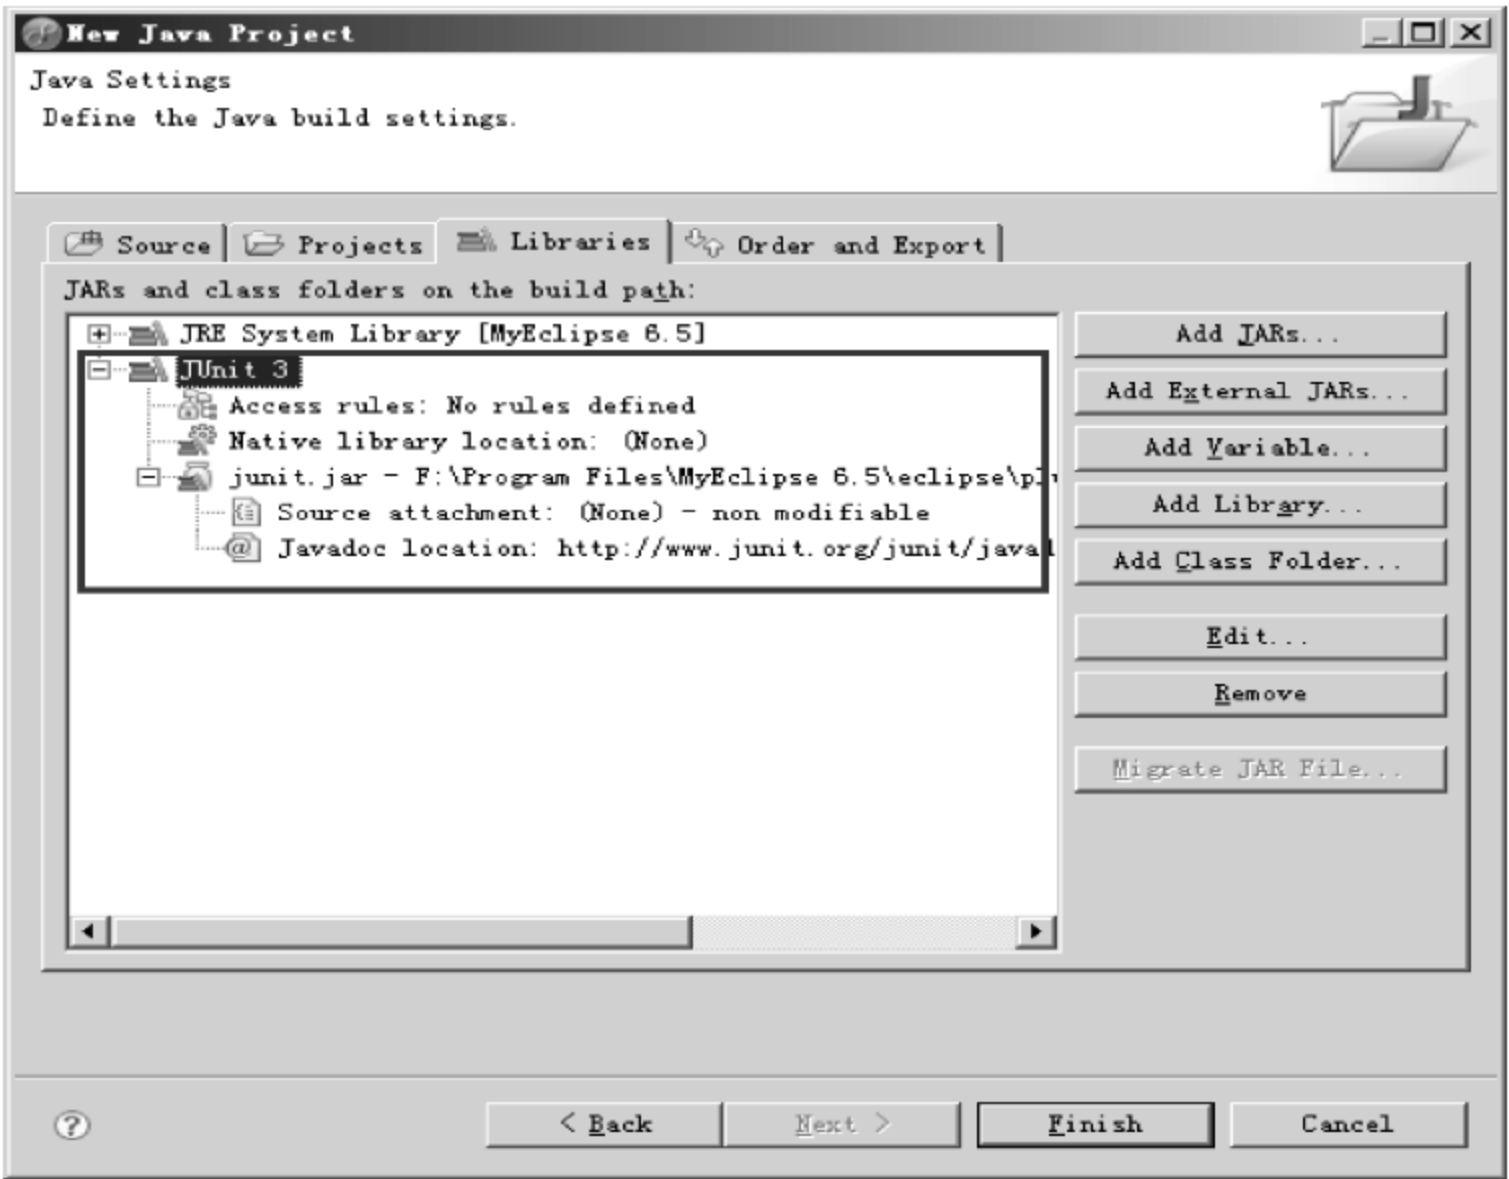 New Java Project
Java Settings
Define the Java build settings.
Source Projects Libraries Order and Export
JARs and class folders on the build path:
JRE System Library [MyEclipse 6.5]
JUnit 3
Access rules: No rules defined
Native library location: (None)
junit.jar - F:\Program Files\MyEclipse 6.5\eclipse\pl
Source attachment: (None) - non modifiable
Javadoc location: http://www.junit.org/junit/java
Add JARs...
Add External JARs...
Add Variable...
Add Library...
Add Class Folder...
Edit...
Remove
Migrate JAR File...
< Back
Next >
Finish
Cancel